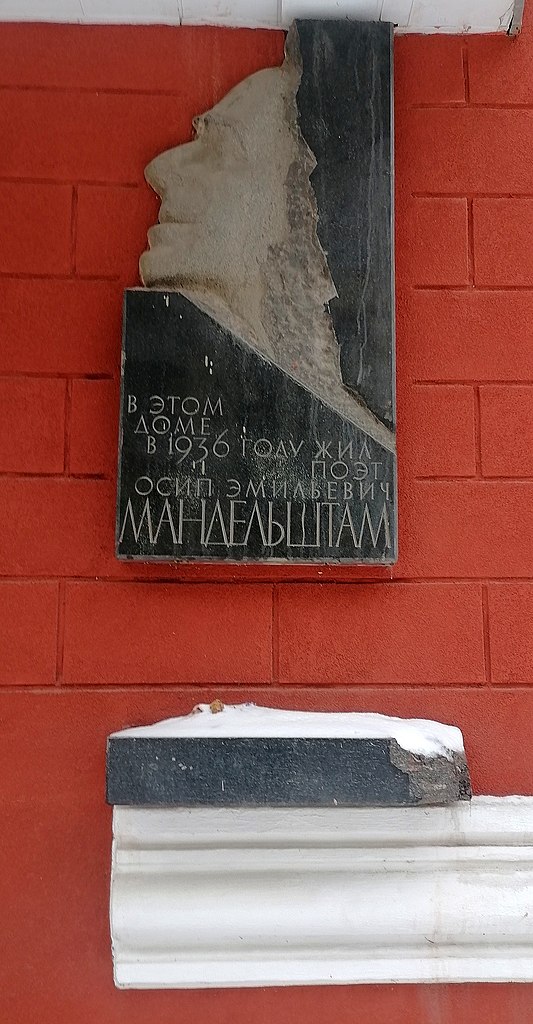 В ЭТОМ
ДОМЕ
В 1936 ГОДУ ЖИЛ
ПОЭТ
ОСИП ЭМИЛЬЕВИЧ
МАНДЕЛЬШТАМ